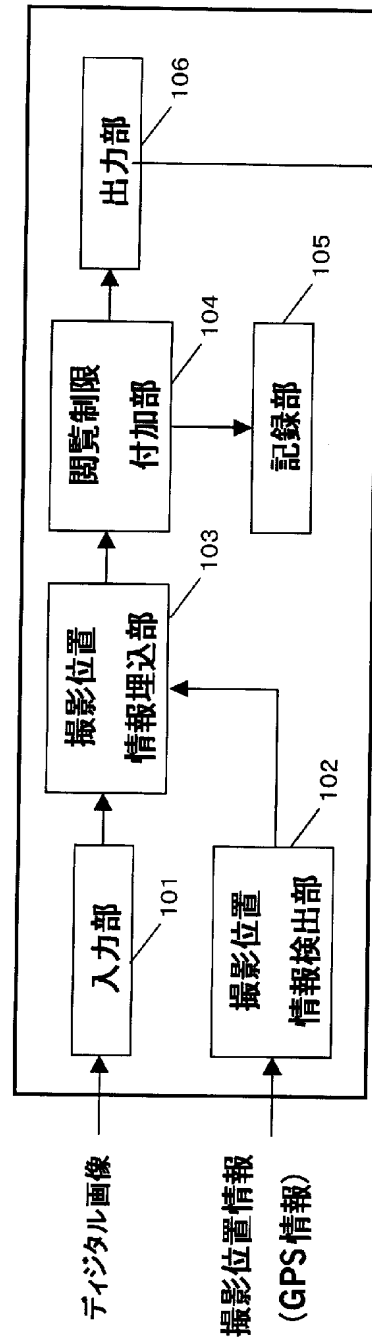 ディジタル画像
入力部
101
撮影位置
情報埋込部
103
閲覧制限
付加部
104
出力部
106
記録部
105
撮影位置情報
(GPS情報)
撮影位置
情報検出部
102